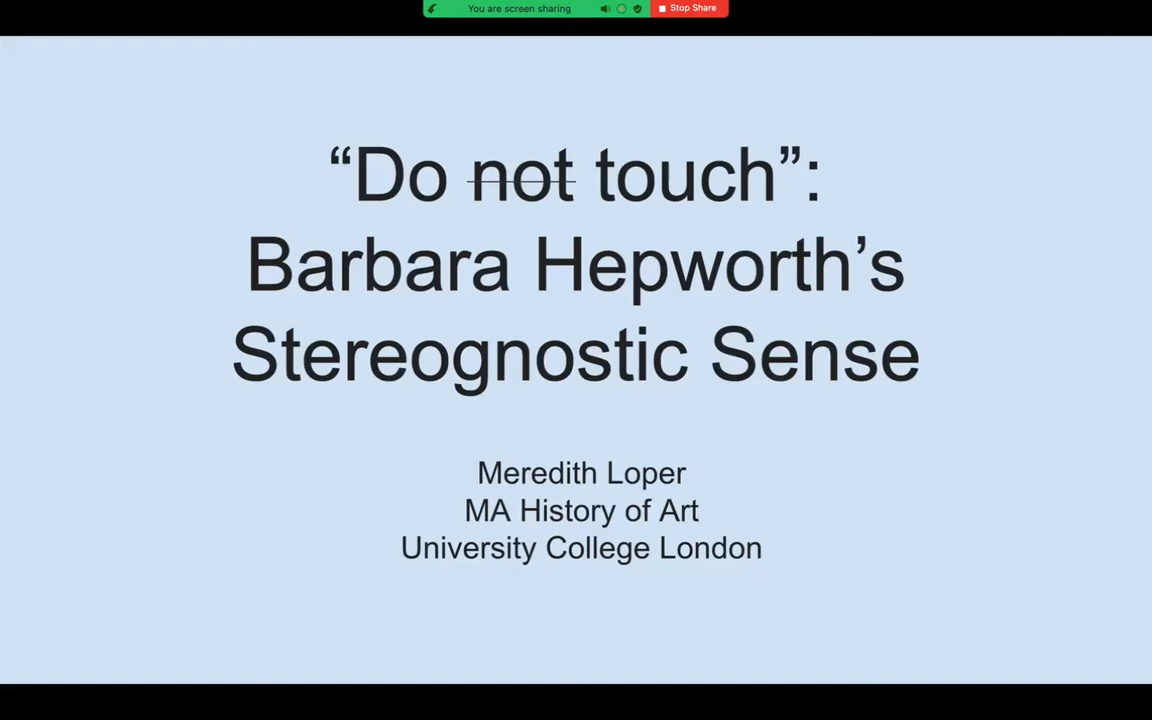 You are screen sharing
Stop Share
“Do not touch”:
Barbara Hepworth’s
Stereognostic Sense
Meredith Loper
MA History of Art
University College London